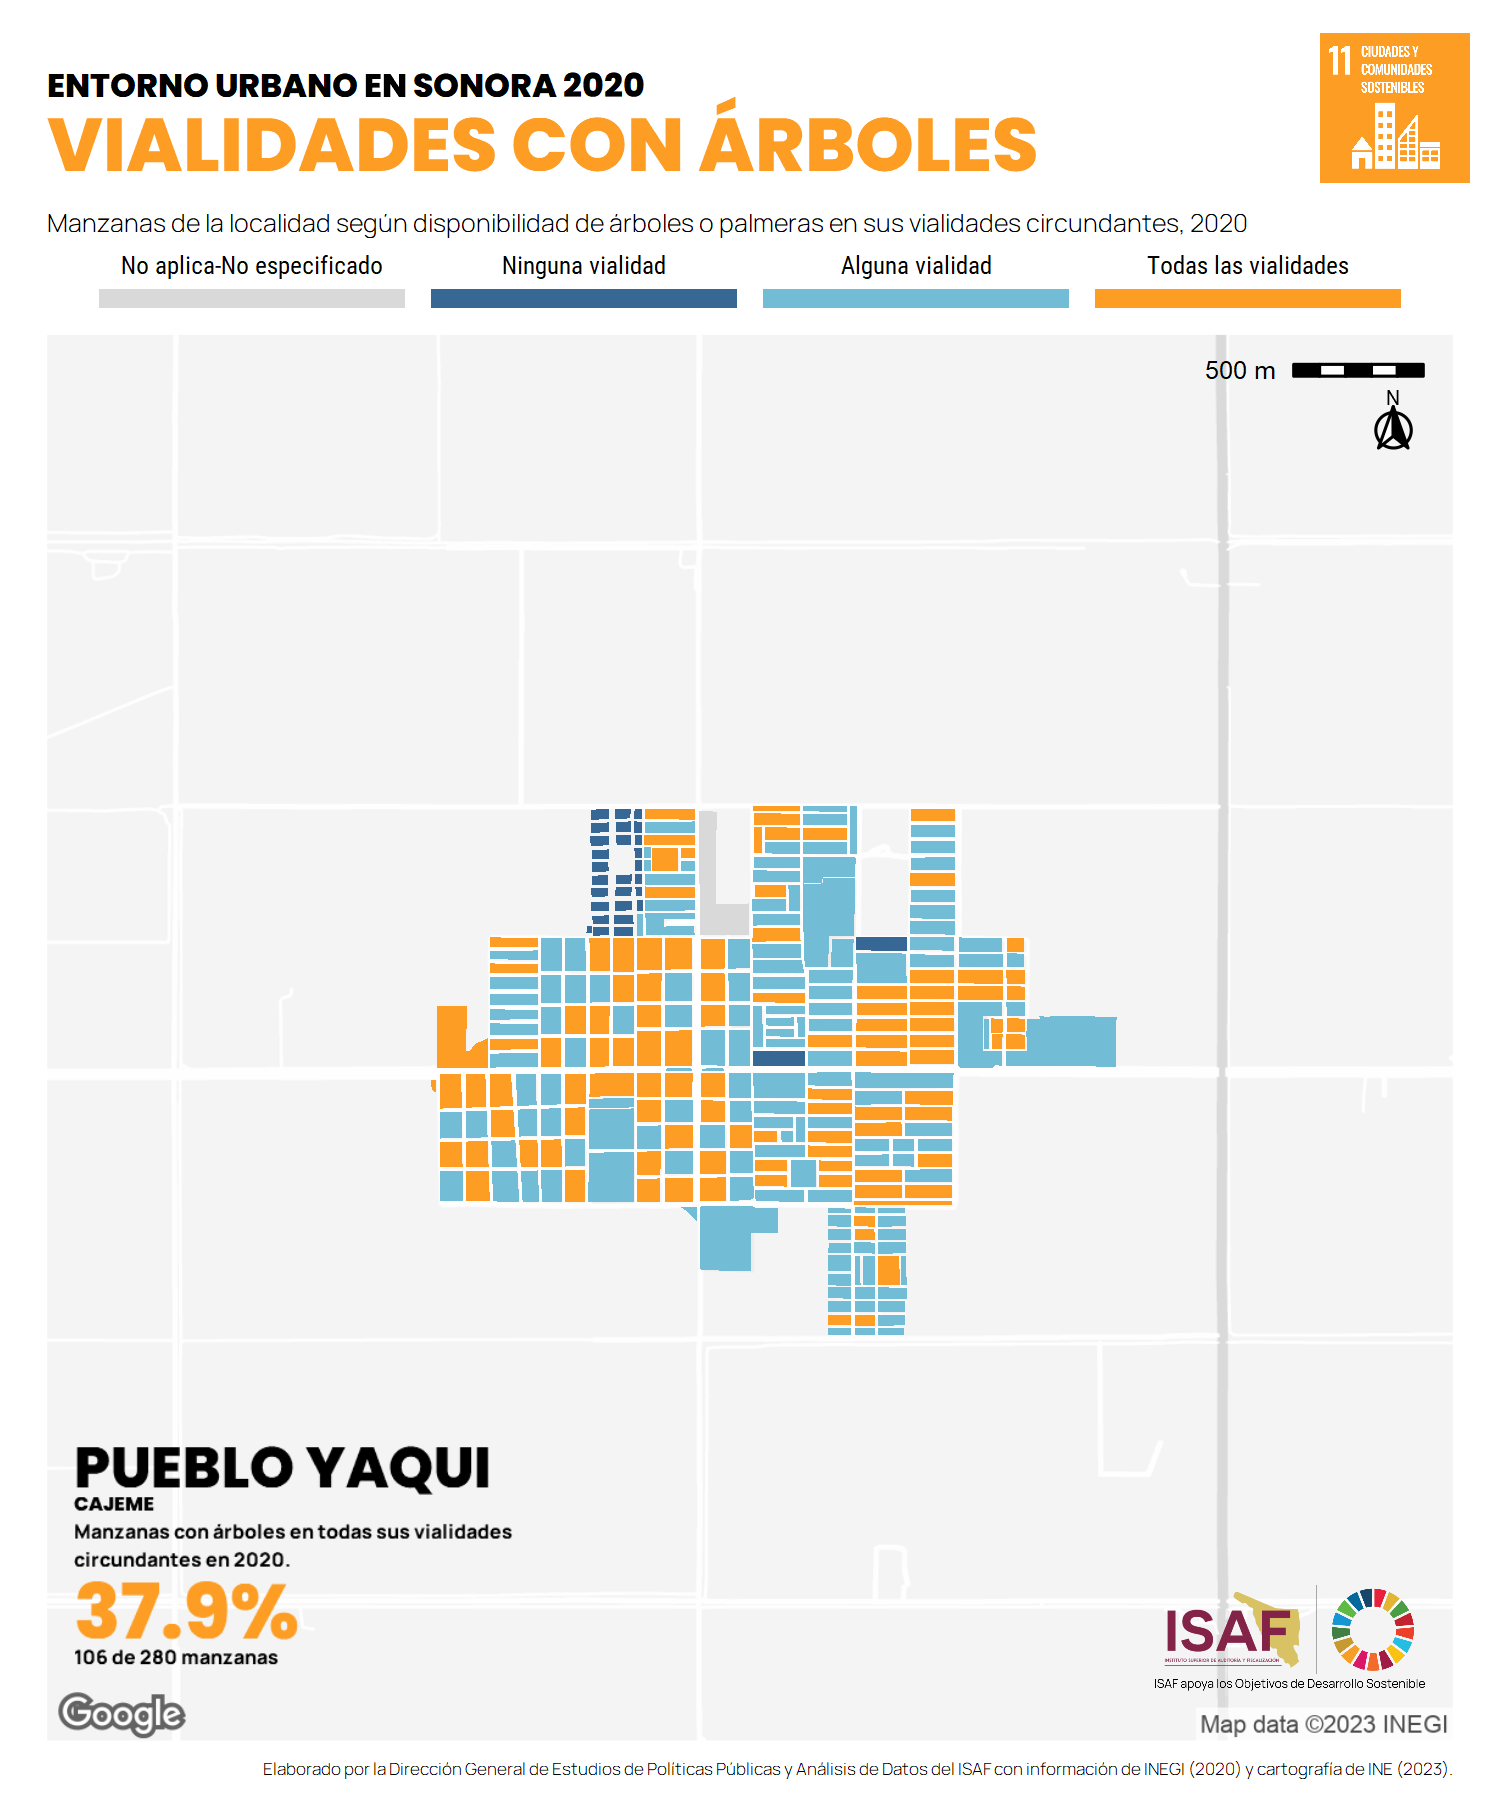 ENTORNO URBANO EN SONORA 2020
VIALIDADES CON ÁRBOLES
11 CIUDADES Y
COMUNIDADES
SOSTENIBLES
Manzanas de la localidad según disponibilidad de árboles o palmeras en sus vialidades circundantes, 2020
No aplica-No especificado
Ninguna vialidad
Alguna vialidad
Todas las vialidades
500 m
N
PUEBLO YAQUI
CAJEME
Manzanas con árboles en todas sus vialidades
circundantes en 2020.
37.9%
106 de 280 manzanas
ISAF
INSTITUTO SUPERIOR DE AUDITORÍA Y FISCALIZACIÓN
ISAF apoya los Objetivos de Desarrollo Sostenible
Google
Map data ©2023 INEGI
Elaborado por la Dirección General de Estudios de Políticas Públicas y Análisis de Datos del ISAF con información de INEGI (2020) y cartografía de INE (2023).